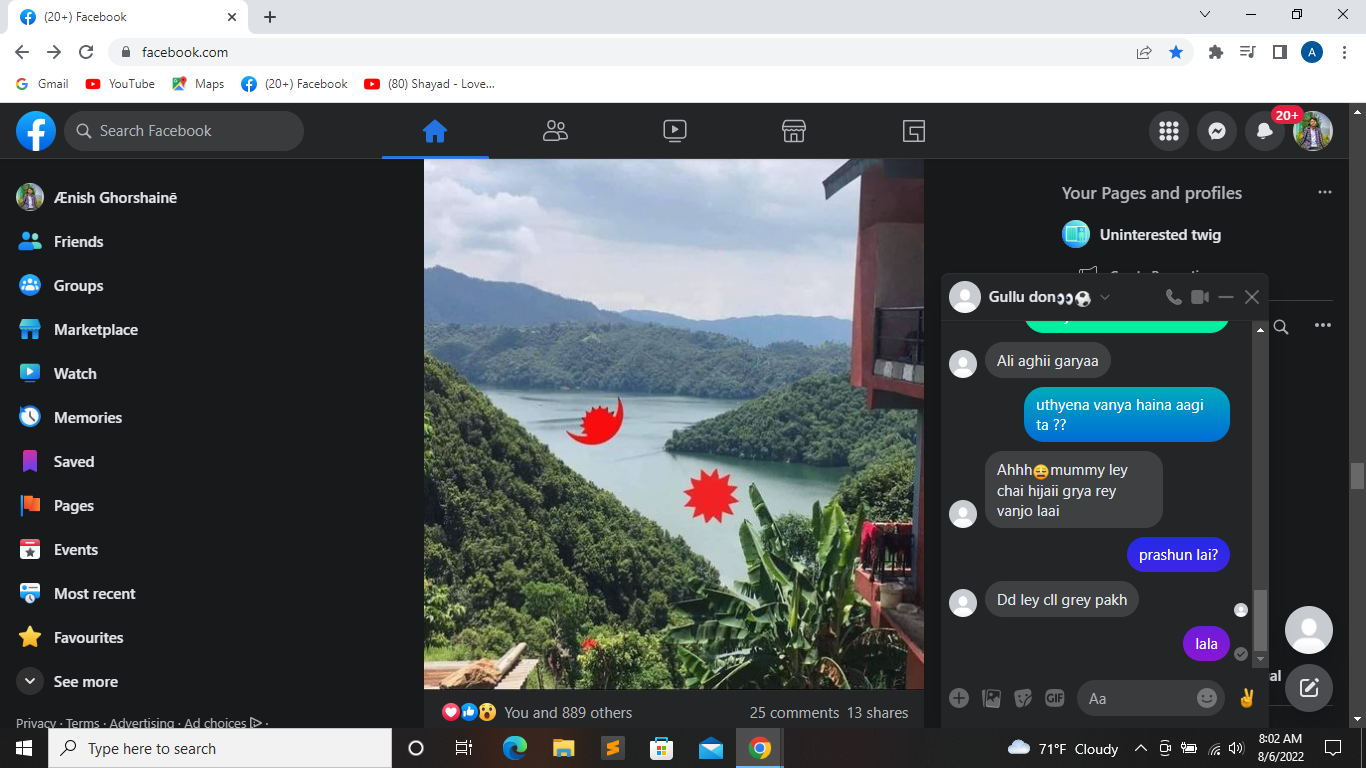 (20+) Facebook
facebook.com
A
Gmail
YouTube
Maps
(20+) Facebook
(80) Shayad - Love...
Search Facebook
20+
Ænish Ghorshainē
Friends
Groups
Marketplace
Watch
Memories
Saved
Pages
Events
Most recent
Favourites
See more
Privacy · Terms · Advertising · Ad choices ·
You and 889 others
25 comments 13 shares
Your Pages and profiles
Uninterested twig
Gullu don👀⚽
Ali aghii garyaa
uthyena vanya haina aagi
ta ??
Ahhh😪mummy ley
chai hijaii grya rey
vanjo laai
prashun lai?
Dd ley cll grey pakh
lala
GIF
Aa
al
Type here to search
71°F Cloudy
8:02 AM
8/6/2022